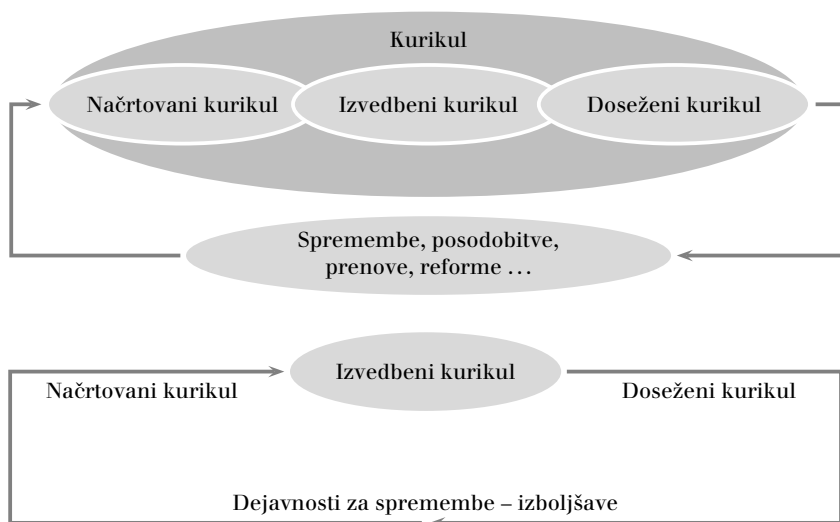 Kurikul
Načrtovani kurikul
Izvedbeni kurikul
Doseženi kurikul
Spremembe, posodobitve,
prenove, reforme …
Izvedbeni kurikul
Načrtovani kurikul
Doseženi kurikul
Dejavnosti za spremembe – izboljšave